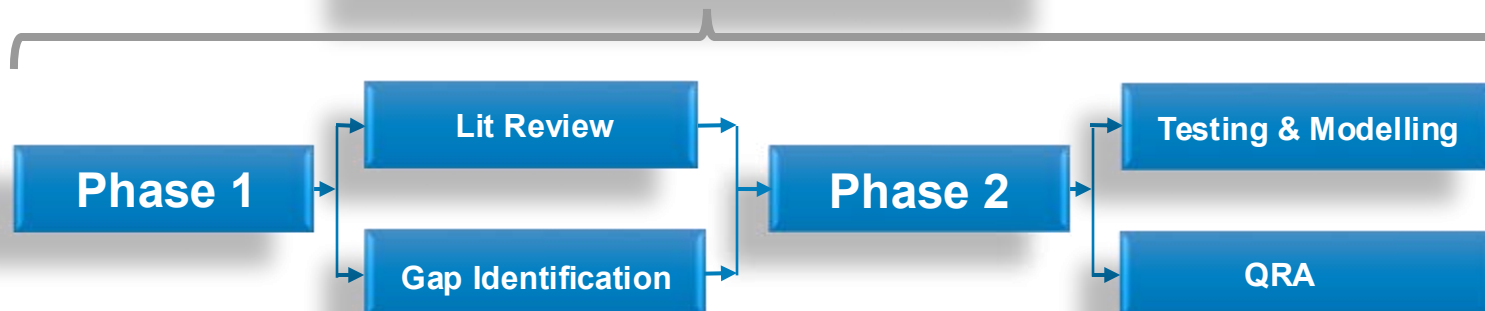 Phase 1
Lit Review
Gap Identification
Phase 2
Testing & Modelling
QRA